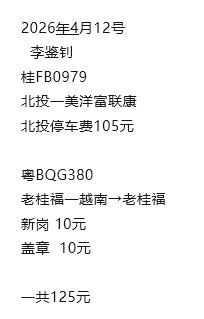 2026年4月12号
李鉴钊
桂FB0979
北投一美洋富联康
北投停车费105元
粤BQG380
老桂福一越南→老桂福
新岗 10元
盖章 10元
一共125元